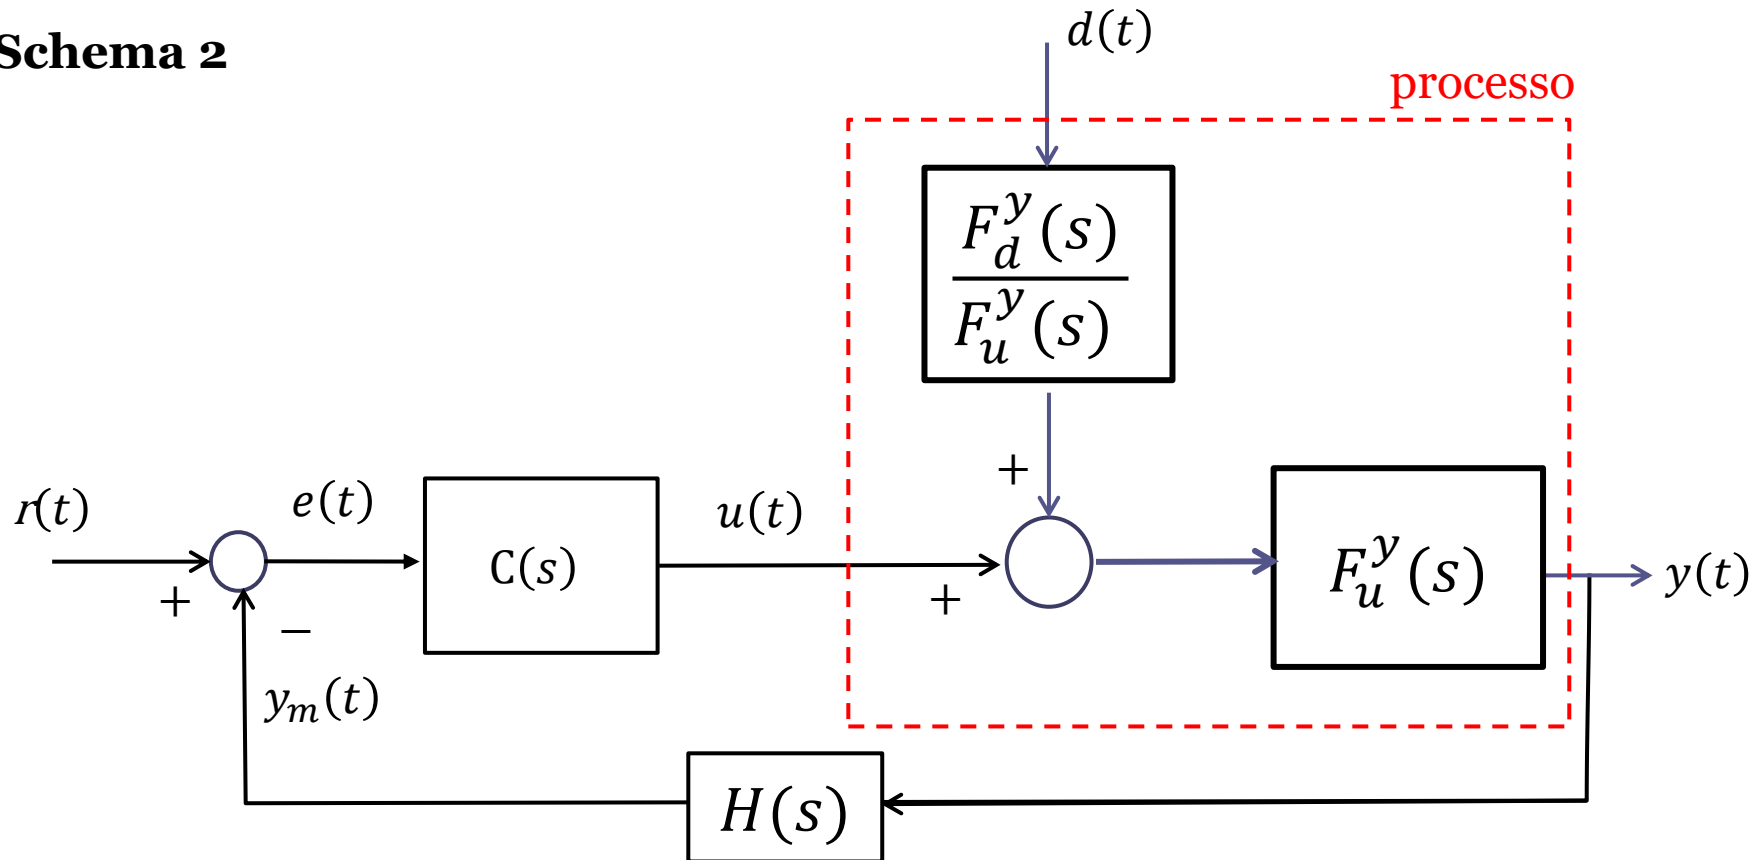 Schema 2
d(t)
processo
F_d^y(s)
F_u^y(s)
+
r(t)
e(t)
C(s)
u(t)
F_u^y(s)
y(t)
+
−
+
y_m(t)
H(s)